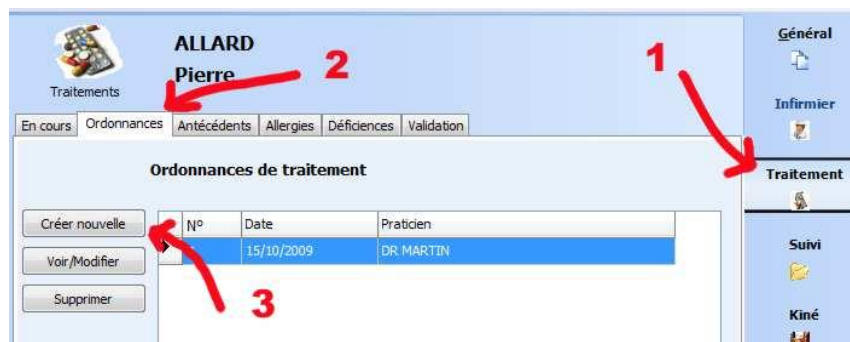 ALLARD
Pierre
Traitements
1
2
En cours Ordonnances Antécédents Allergies Déficiences Validation
Ordonnances de traitement
Créer nouvelle
Voir/Modifier
Supprimer
Nº Date Praticien
15/10/2009 DR MARTIN
3
Général
Infirmier
Traitement
Suivi
Kiné